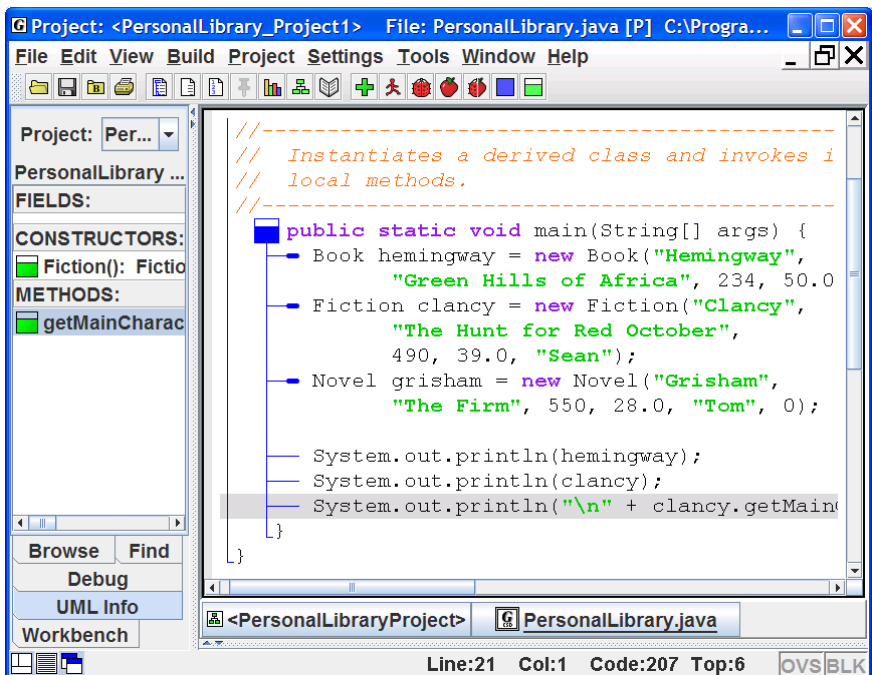 Project: <PersonalLibrary_Project1> File: PersonalLibrary.java [P] C:\Progra...
File Edit View Build Project Settings Tools Window Help
Project: Per...
PersonalLibrary ...
FIELDS:
CONSTRUCTORS:
Fiction(): Fictio
METHODS:
getMainCharac
Browse Find
Debug
UML Info
Workbench
//--------------------------------------------
// Instantiates a derived class and invokes i
// local methods.
//--------------------------------------------
public static void main(String[] args) {
Book hemingway = new Book("Hemingway",
"Green Hills of Africa", 234, 50.0
Fiction clancy = new Fiction("Clancy",
"The Hunt for Red October",
490, 39.0, "Sean");
Novel grisham = new Novel("Grisham",
"The Firm", 550, 28.0, "Tom", 0);
System.out.println(hemingway);
System.out.println(clancy);
System.out.println("\n" + clancy.getMain
}
}
<PersonalLibraryProject> PersonalLibrary.java
Line:21 Col:1 Code:207 Top:6 OVS BLK